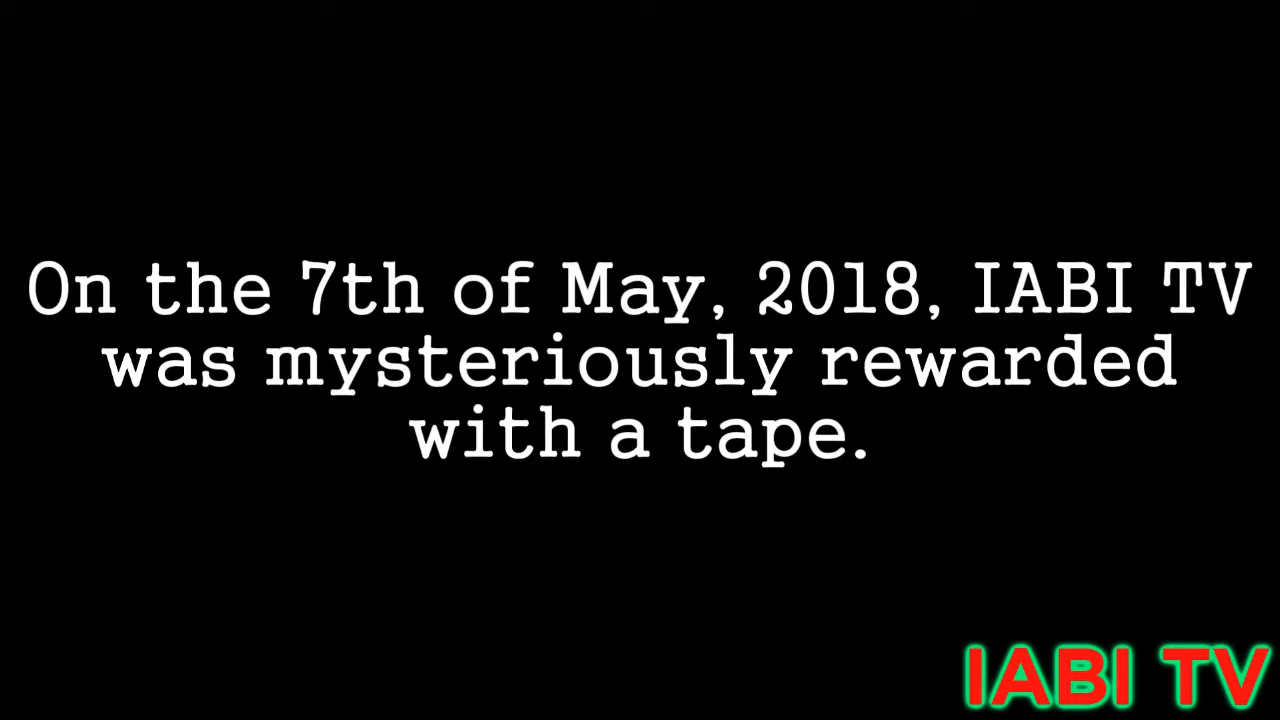 On the 7th of May, 2018, IABI TV
was mysteriously rewarded
with a tape.
IABI TV